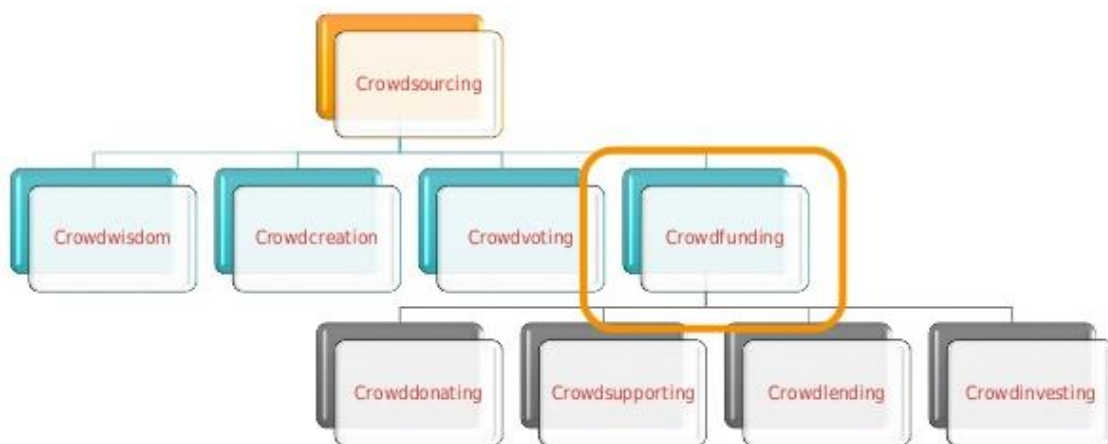 Crowdsourcing
Crowdwisdom
Crowdcreation
Crowdvoting
Crowdfunding
Crowddonating
Crowdsupporting
Crowdlending
Crowdinvesting